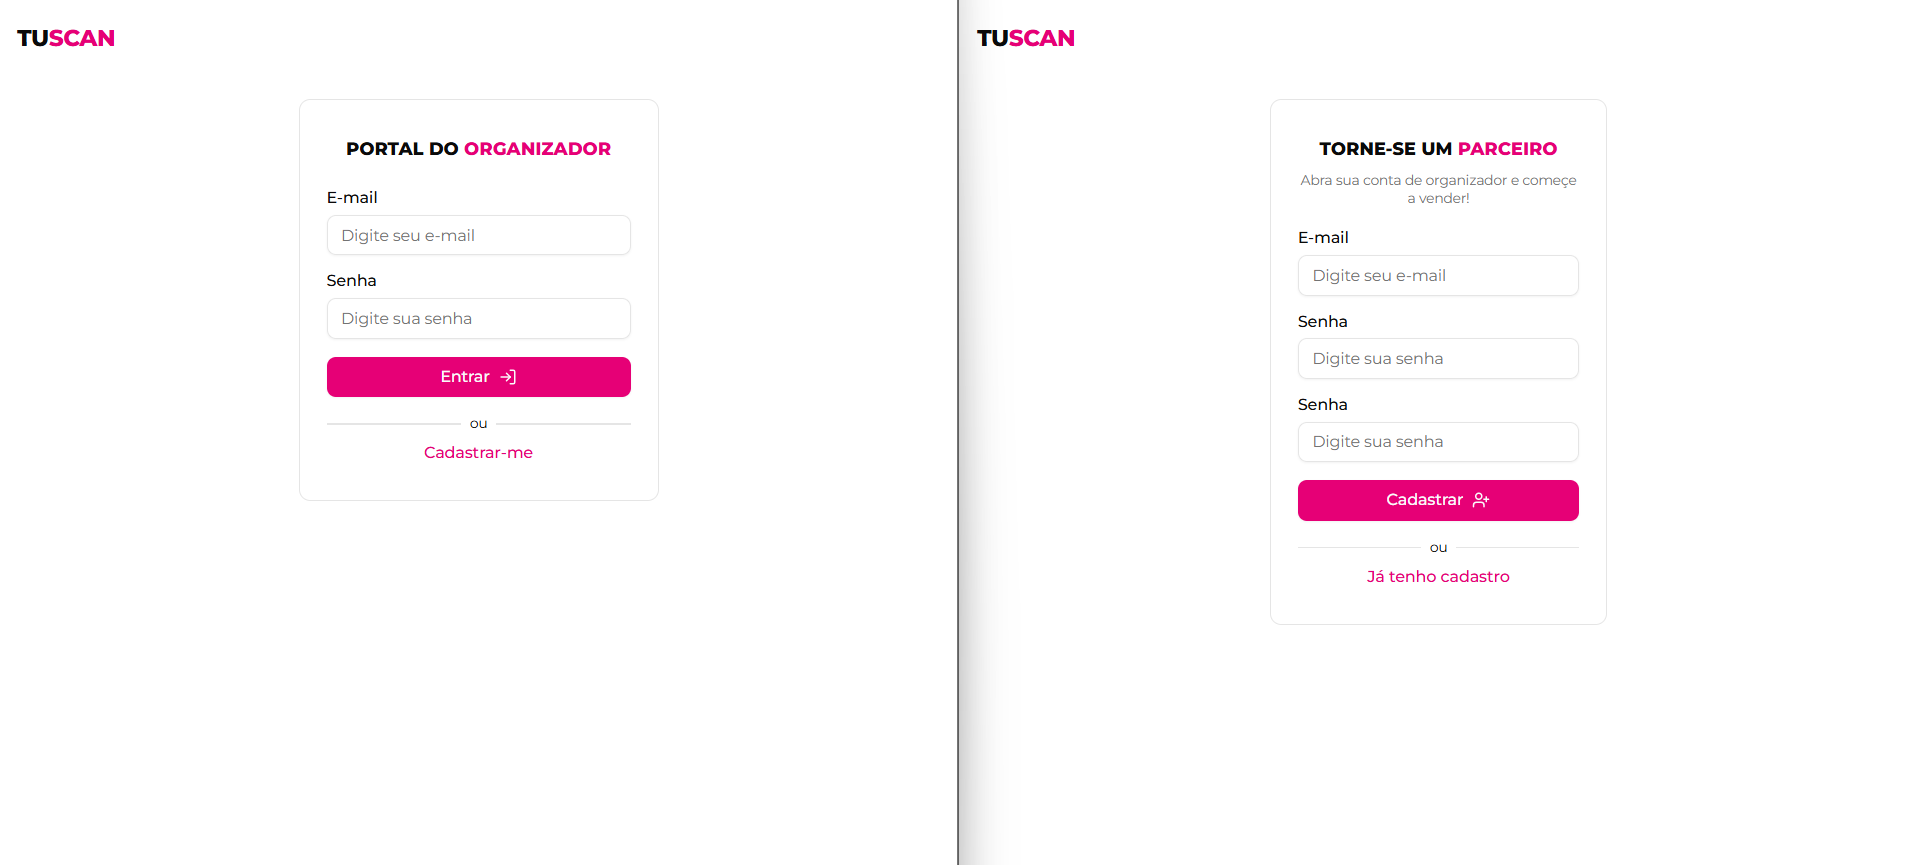 TUSCAN
PORTAL DO ORGANIZADOR
E-mail
Digite seu e-mail
Senha
Digite sua senha
Entrar
ou
Cadastrar-me
TUSCAN
TORNE-SE UM PARCEIRO
Abra sua conta de organizador e começe
a vender!
E-mail
Digite seu e-mail
Senha
Digite sua senha
Senha
Digite sua senha
Cadastrar
ou
Já tenho cadastro